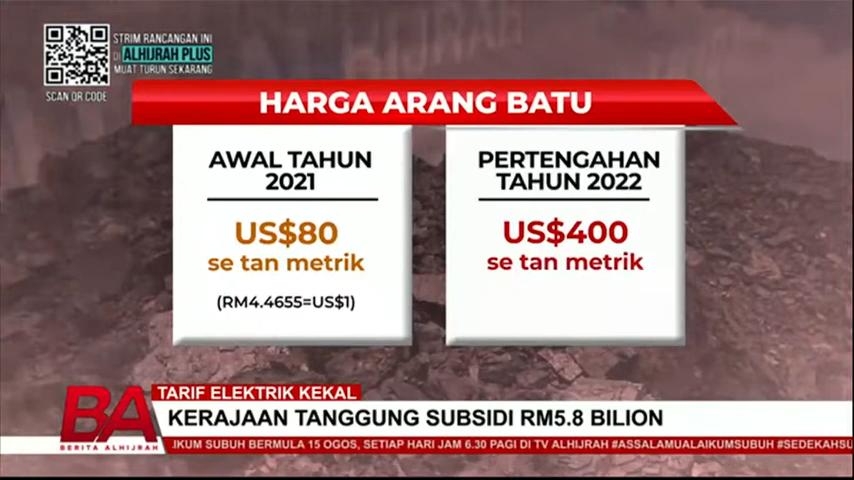 STRIM RANCANGAN INI
DI ALHIJRAH PLUS
MUAT TURUN SEKARANG
SCAN QR CODE
HARGA ARANG BATU
AWAL TAHUN
2021
US$80
se tan metrik
(RM4.4655=US$1)
PERTENGAHAN
TAHUN 2022
US$400
se tan metrik
TARIF ELEKTRIK KEKAL
KERAJAAN TANGGUNG SUBSIDI RM5.8 BILION
BA
BERITA ALHIJRAH
.IKUM SUBUH BERMULA 15 OGOS, SETIAP HARI JAM 6.30 PAGI DI TV ALHIJRAH #ASSALAMUALAIKUMSUBUH #SEDEKAHSU